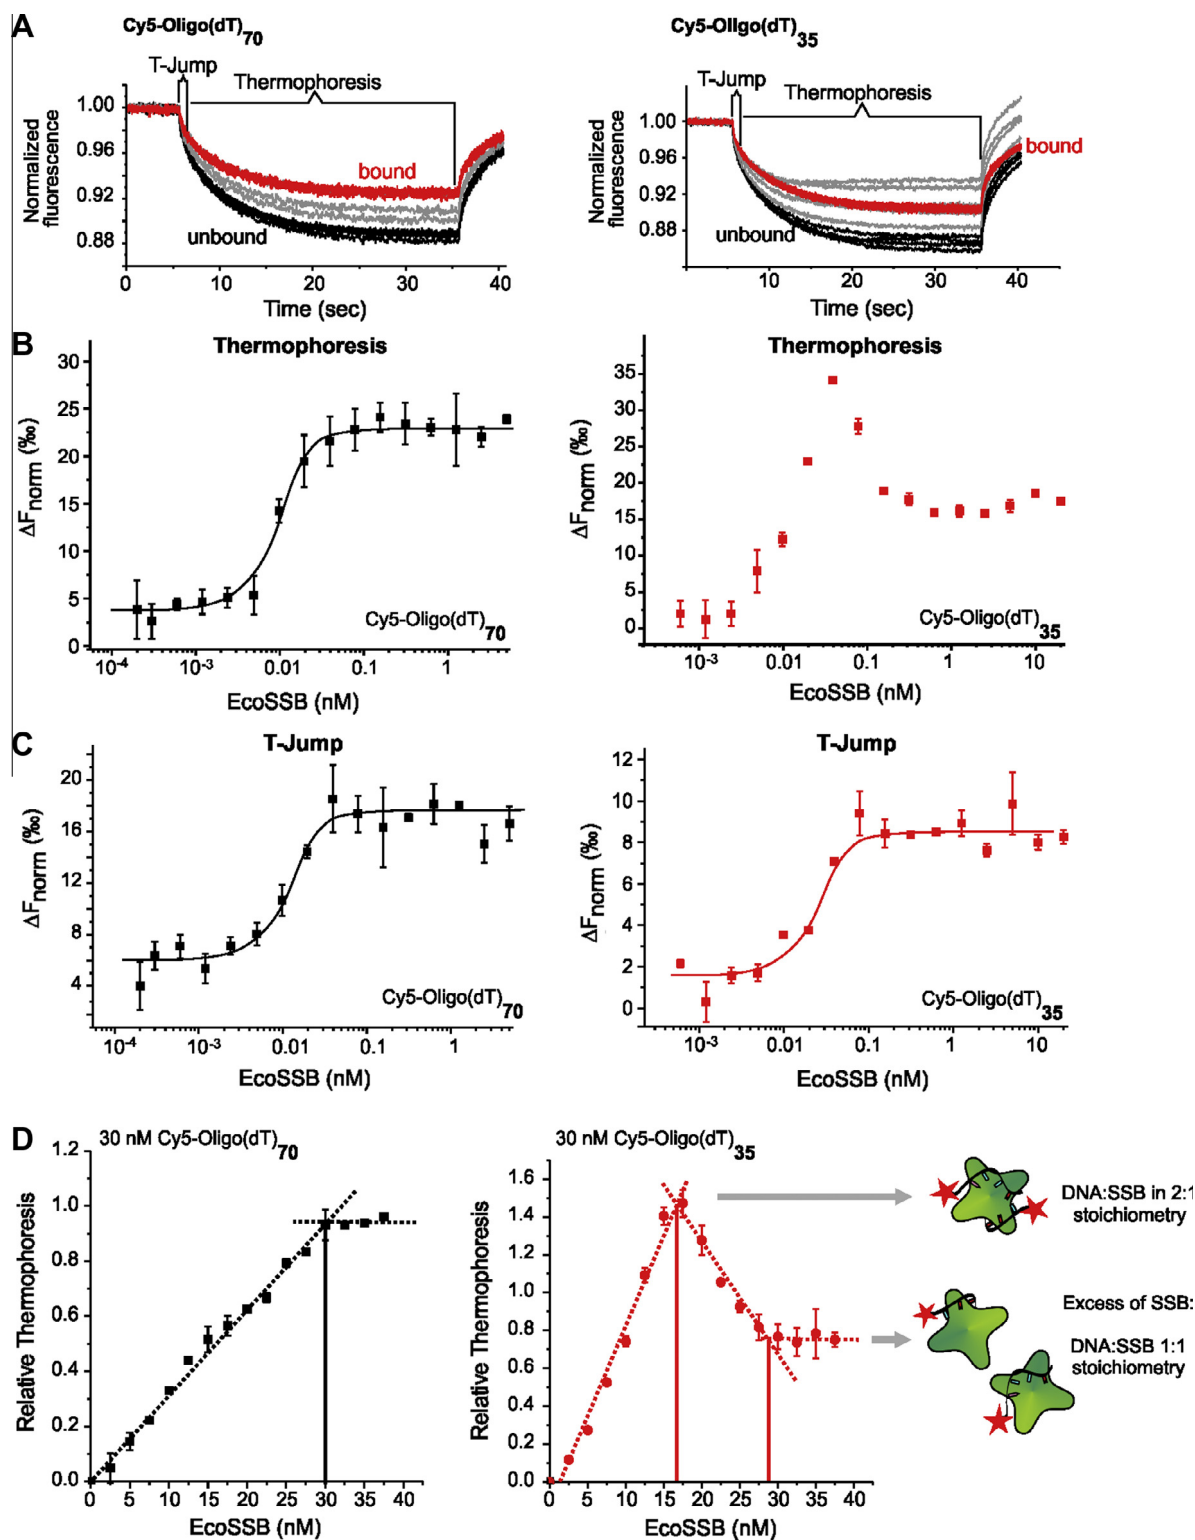 A
Cy5-Oligo(dT)70
T-Jump
Thermophoresis
1.00
0.96
0.92
0.88
Normalized
fluorescence
bound
unbound
0 10 20 30 40
Time (sec)
Cy5-Oligo(dT)35
T-Jump
Thermophoresis
1.00
0.96
0.92
0.88
Normalized
fluorescence
bound
unbound
10 20 30 40
Time (sec)
B
Thermophoresis
30
25
20
15
10
5
0
ΔFnorm (‰)
Cy5-Oligo(dT)70
10-4 10-3 0.01 0.1 1
EcoSSB (nM)
Thermophoresis
35
30
25
20
15
10
5
0
ΔFnorm (‰)
Cy5-Oligo(dT)35
10-3 0.01 0.1 1 10
EcoSSB (nM)
C
T-Jump
20
16
12
8
4
ΔFnorm (‰)
Cy5-Oligo(dT)70
10-4 10-3 0.01 0.1 1
EcoSSB (nM)
T-Jump
12
10
8
6
4
2
0
ΔFnorm (‰)
Cy5-Oligo(dT)35
10-3 0.01 0.1 1 10
EcoSSB (nM)
D
30 nM Cy5-Oligo(dT)70
1.2
1.0
0.8
0.6
0.4
0.2
0.0
Relative Thermophoresis
0 5 10 15 20 25 30 35 40
EcoSSB (nM)
30 nM Cy5-Oligo(dT)35
1.6
1.4
1.2
1.0
0.8
0.6
0.4
0.2
0.0
Relative Thermophoresis
0 5 10 15 20 25 30 35 40
EcoSSB (nM)
DNA:SSB in 2:1
stoichiometry
Excess of SSB:
DNA:SSB 1:1
stoichiometry